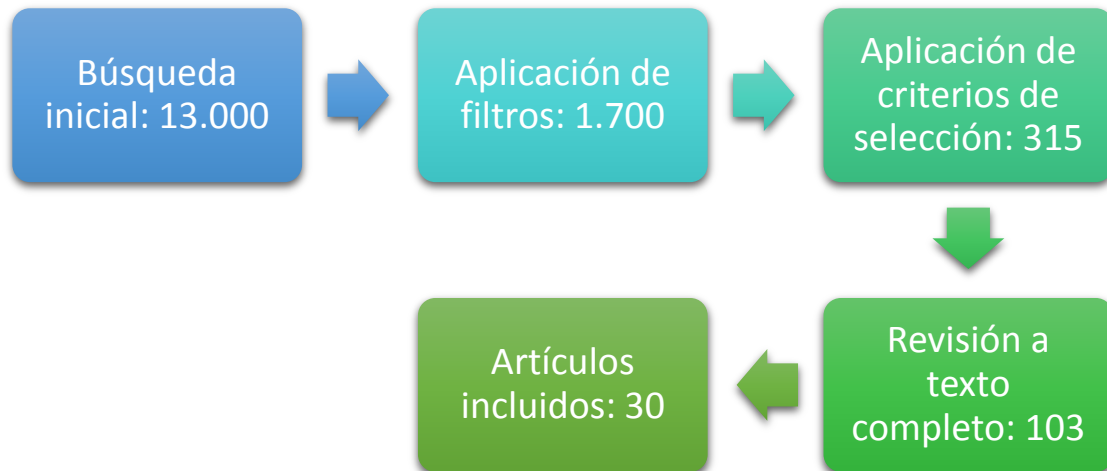 Búsqueda
inicial: 13.000
Aplicación de
filtros: 1.700
Aplicación de
criterios de
selección: 315
Revisión a
texto
completo: 103
Artículos
incluidos: 30